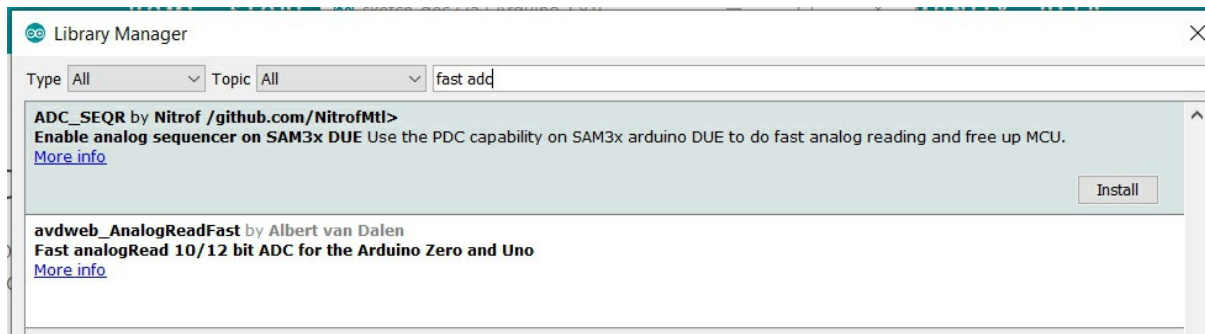 Library Manager
Type All Topic All fast adc
ADC_SEQR by Nitrof /github.com/NitrofMtl>
Enable analog sequencer on SAM3x DUE Use the PDC capability on SAM3x arduino DUE to do fast analog reading and free up MCU.
More info
Install
avdweb_AnalogReadFast by Albert van Dalen
Fast analogRead 10/12 bit ADC for the Arduino Zero and Uno
More info